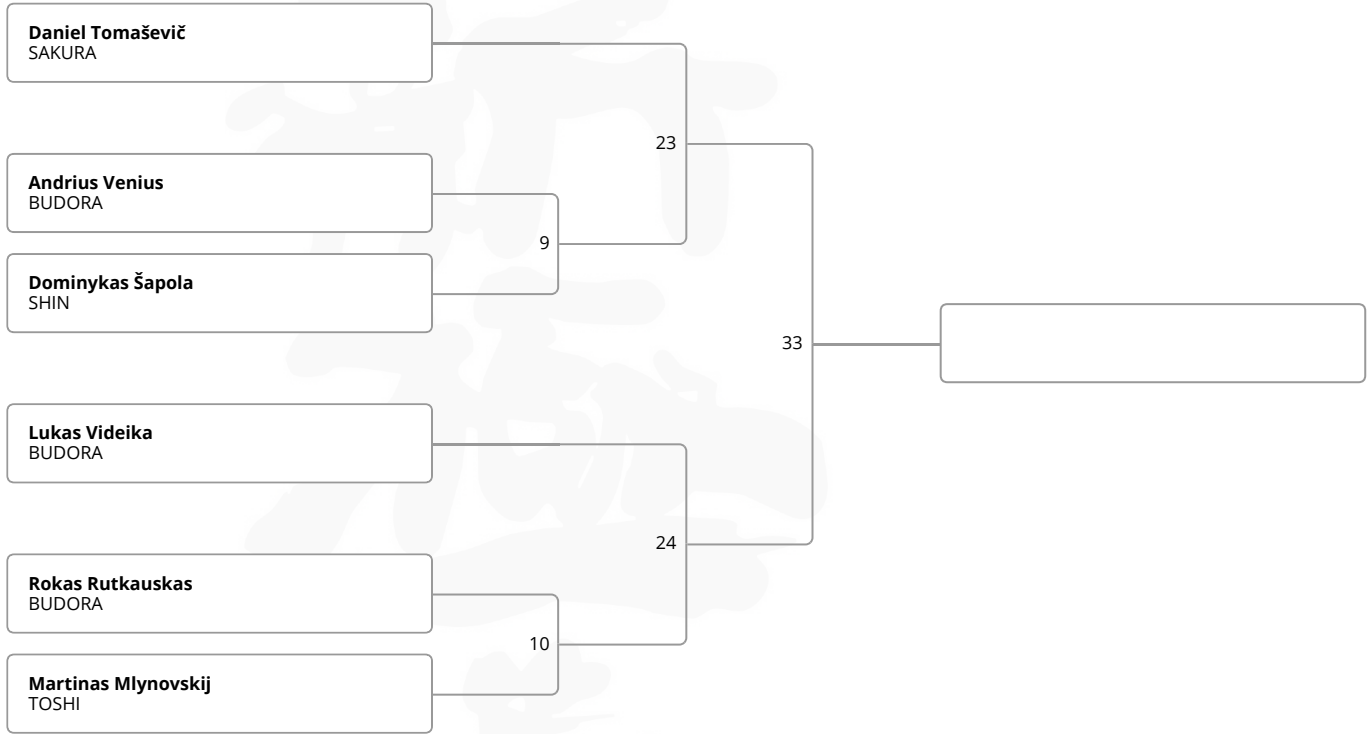 Daniel Tomaševič
SAKURA
23
Andrius Venius
BUDORA
9
Dominykas Šapola
SHIN
33
Lukas Videika
BUDORA
24
Rokas Rutkauskas
BUDORA
10
Martinas Mlynovskij
TOSHI